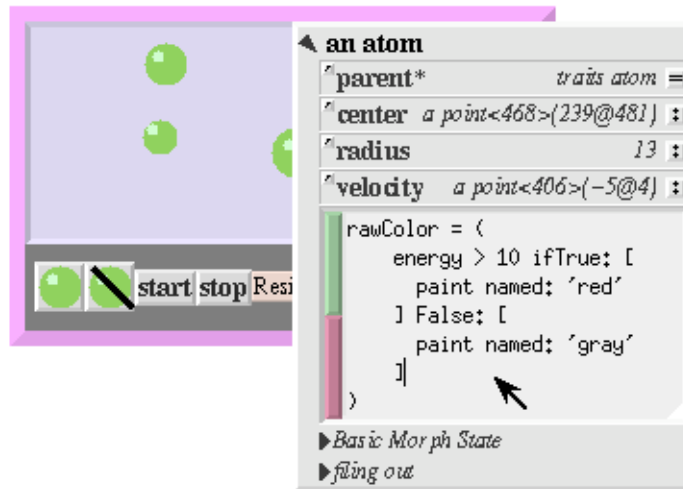 an atom
parent* traits atom =
center a point<468>(239@481) :
radius 13 :
velocity a point<406>(-5@4) :
rawColor = (
energy > 10 ifTrue: [
paint named: 'red'
] False: [
paint named: 'gray'
]
)
Basic Morph State
filing out
start stop Resi